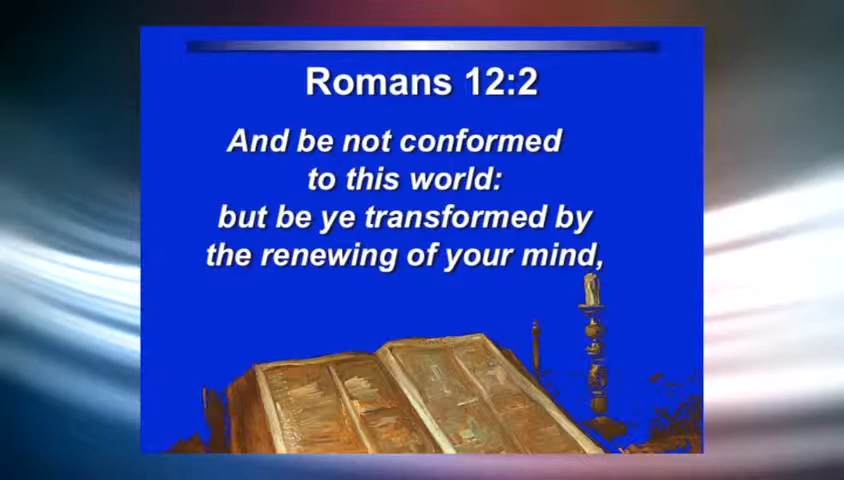 Romans 12:2
And be not conformed
to this world:
but be ye transformed by
the renewing of your mind,